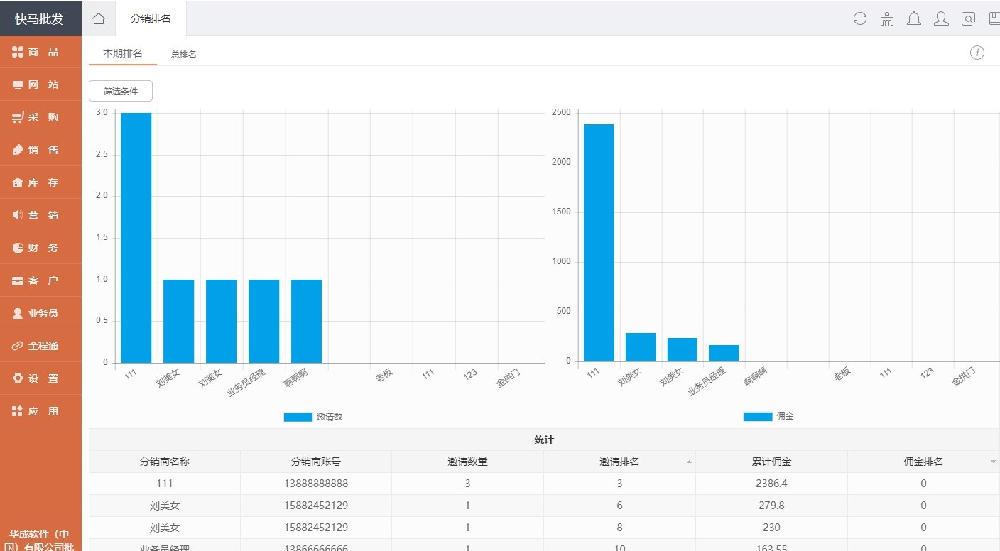 快马批发
分销排名
商 品
网 站
采 购
销 售
库 存
营 销
财 务
客 户
业务员
全程通
设 置
应 用
华成软件（中
国）有限公司批
本期排名
总排名
筛选条件
3.0
2.5
2.0
1.5
1.0
0.5
0
111
刘美女
刘美女
业务员经理
啊啊啊
老板
111
123
金拱门
邀请数
2500
2000
1500
1000
500
0
111
刘美女
刘美女
业务员经理
啊啊啊
老板
111
123
金拱门
佣金
统计
分销商名称 分销商账号 邀请数量 邀请排名 累计佣金 佣金排名
111 13888888888 3 3 2386.4 0
刘美女 15882452129 1 6 279.8 0
刘美女 15882452129 1 8 230 0
业务员经理 13866666666 1 10 163.55 0